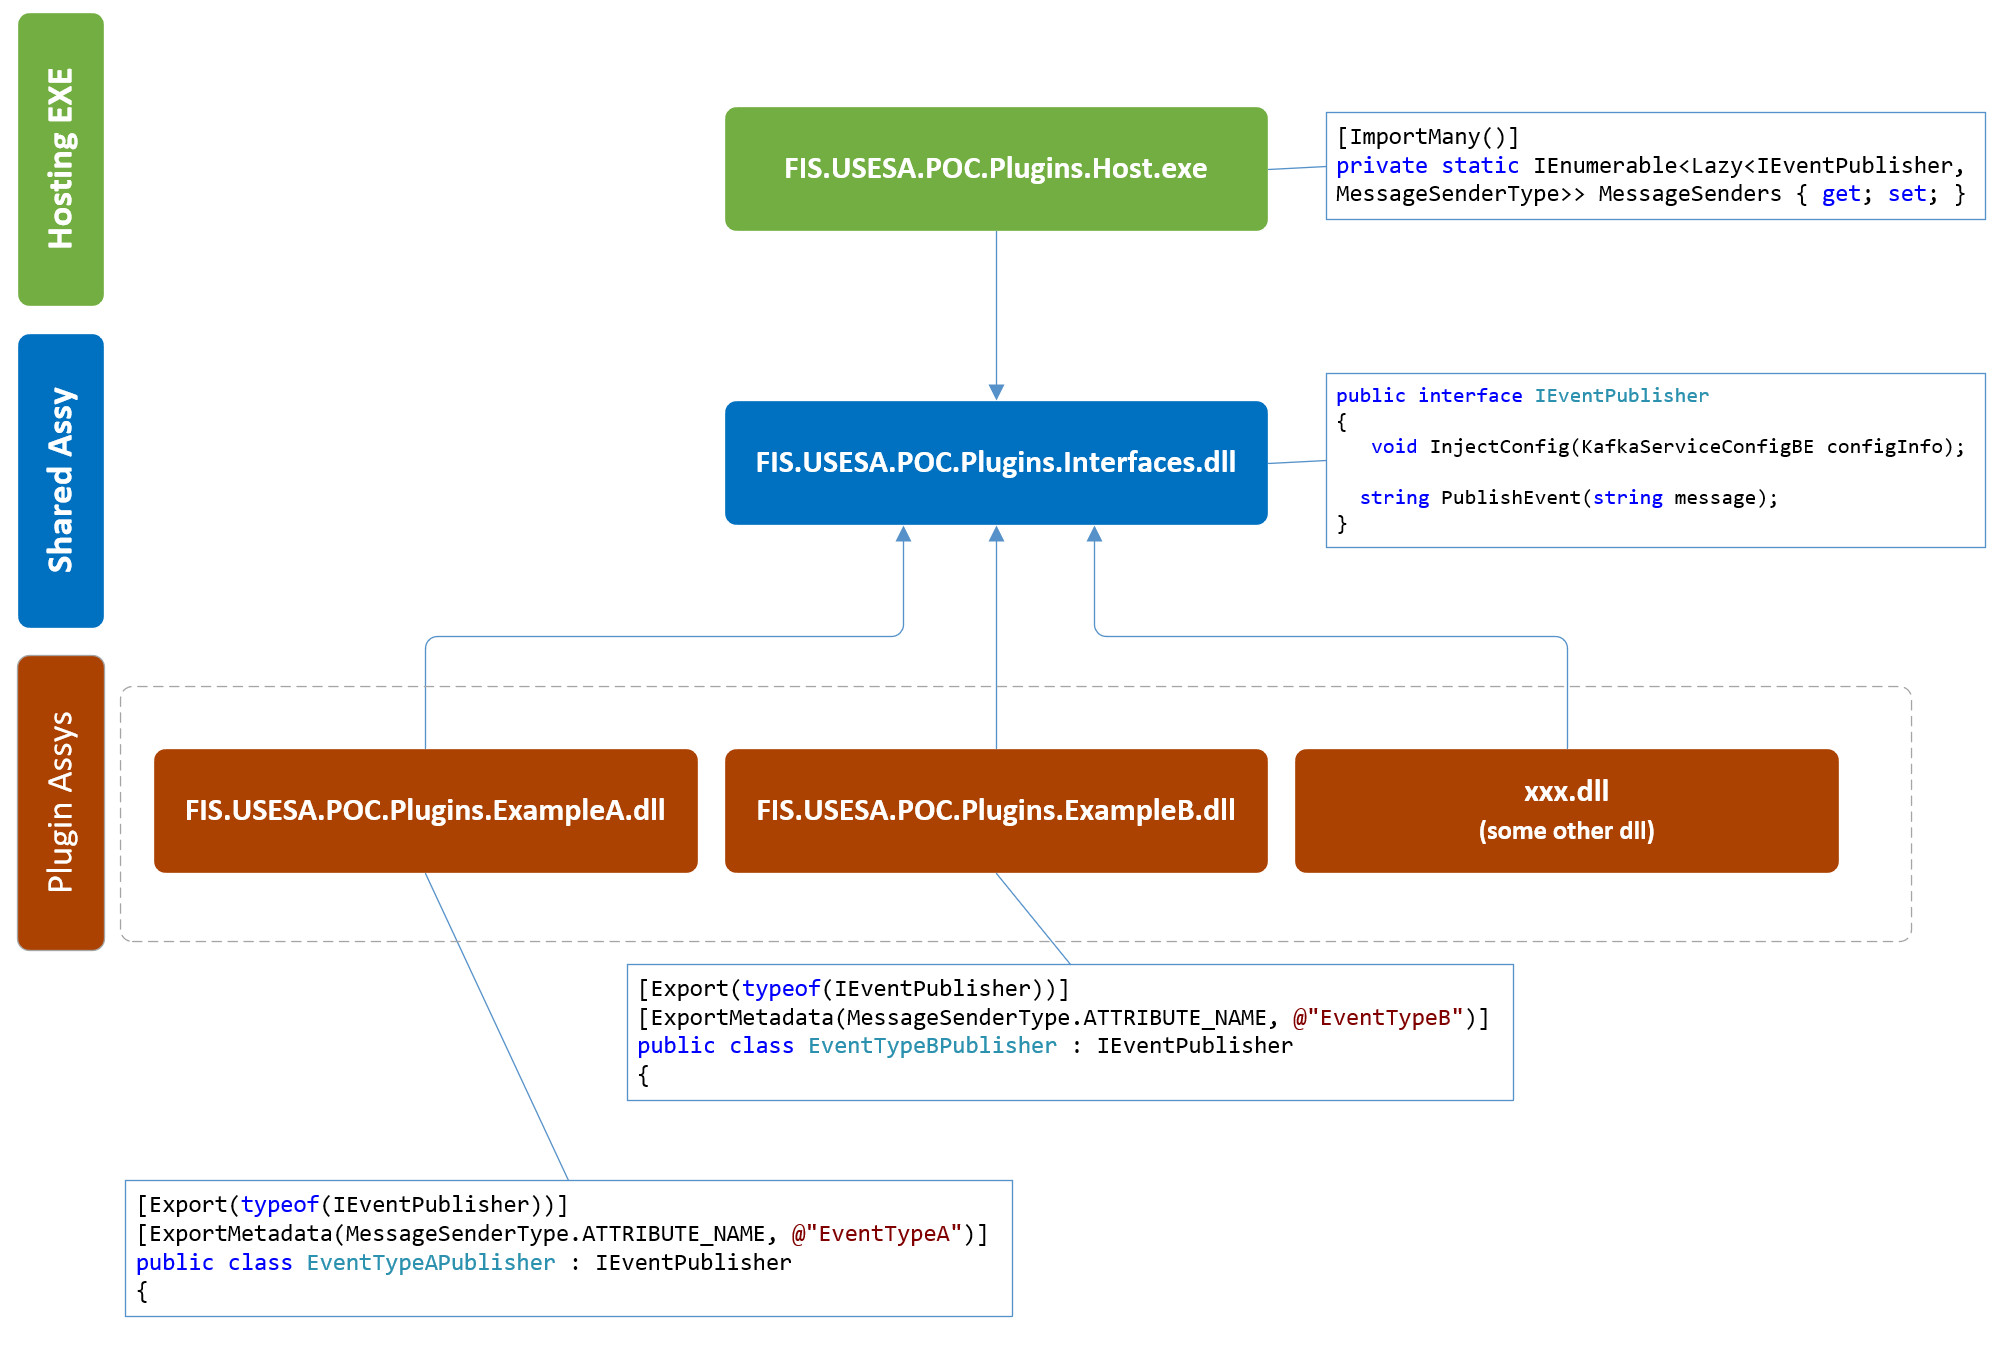 Hosting EXE
FIS.USESA.POC.Plugins.Host.exe
[ImportMany()]
private static IEnumerable<Lazy<IEventPublisher,
MessageSenderType>> MessageSenders { get; set; }
Shared Assy
FIS.USESA.POC.Plugins.Interfaces.dll
public interface IEventPublisher
{
void InjectConfig(KafkaServiceConfigBE configInfo);
string PublishEvent(string message);
}
Plugin Assys
FIS.USESA.POC.Plugins.ExampleA.dll
FIS.USESA.POC.Plugins.ExampleB.dll
xxx.dll
(some other dll)
[Export(typeof(IEventPublisher))]
[ExportMetadata(MessageSenderType.ATTRIBUTE_NAME, @"EventTypeB")]
public class EventTypeBPublisher : IEventPublisher
{
[Export(typeof(IEventPublisher))]
[ExportMetadata(MessageSenderType.ATTRIBUTE_NAME, @"EventTypeA")]
public class EventTypeAPublisher : IEventPublisher
{